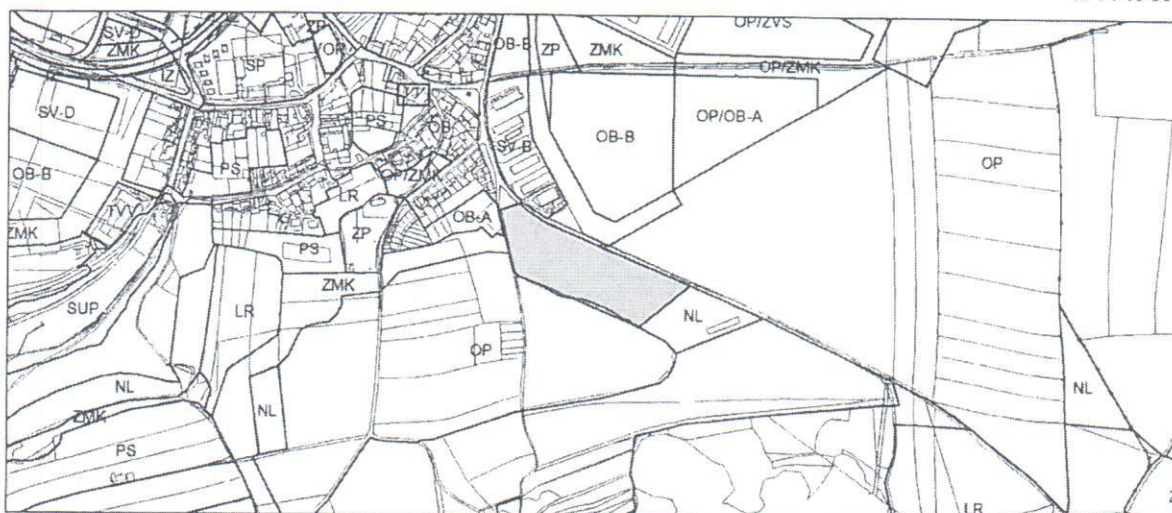 SV-D
ZMK
IZ
SP
ZP
VOP
OB-B
ZP
ZMK
OP/ZVS
OP/ZMK
SV-D
PS
VV
OB
SV-B
OB-B
OP/OB-A
OP
OB-B
PS
LR
OP/ZMK
TVV
ZMK
OB-A
ZP
PS
SUP
LR
ZMK
NL
OP
NL
NL
NL
ZMK
PS
LR